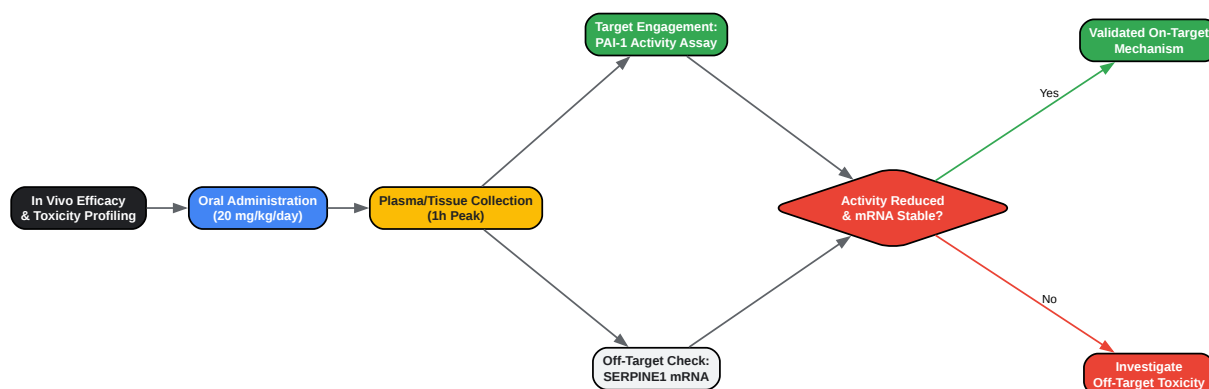 In Vivo Efficacy
& Toxicity Profiling
Oral Administration
(20 mg/kg/day)
Plasma/Tissue Collection
(1h Peak)
Target Engagement:
PAI-1 Activity Assay
Off-Target Check:
SERPINE1 mRNA
Activity Reduced
& mRNA Stable?
Yes
No
Validated On-Target
Mechanism
Investigate
Off-Target Toxicity